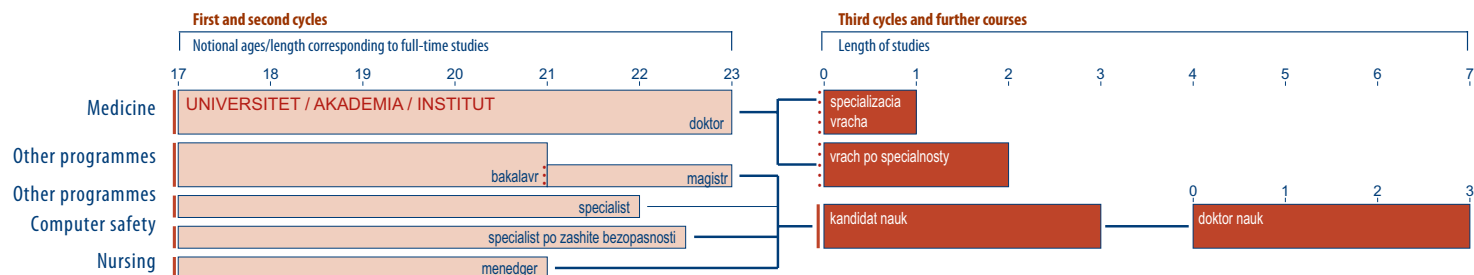 First and second cycles
Third cycles and further courses
Notional ages/length corresponding to full-time studies
Length of studies
17 18 19 20 21 22 23 0 1 2 3 4 5 6 7
Medicine
UNIVERSITET / AKADEMIA / INSTITUT
doktor
specializacia
vracha
Other programmes
bakalavr
magistr
vrach po specialnosty
Other programmes
specialist
0 1 2 3
Computer safety
specialist po zashite bezopasnosti
kandidat nauk
doktor nauk
Nursing
menedger